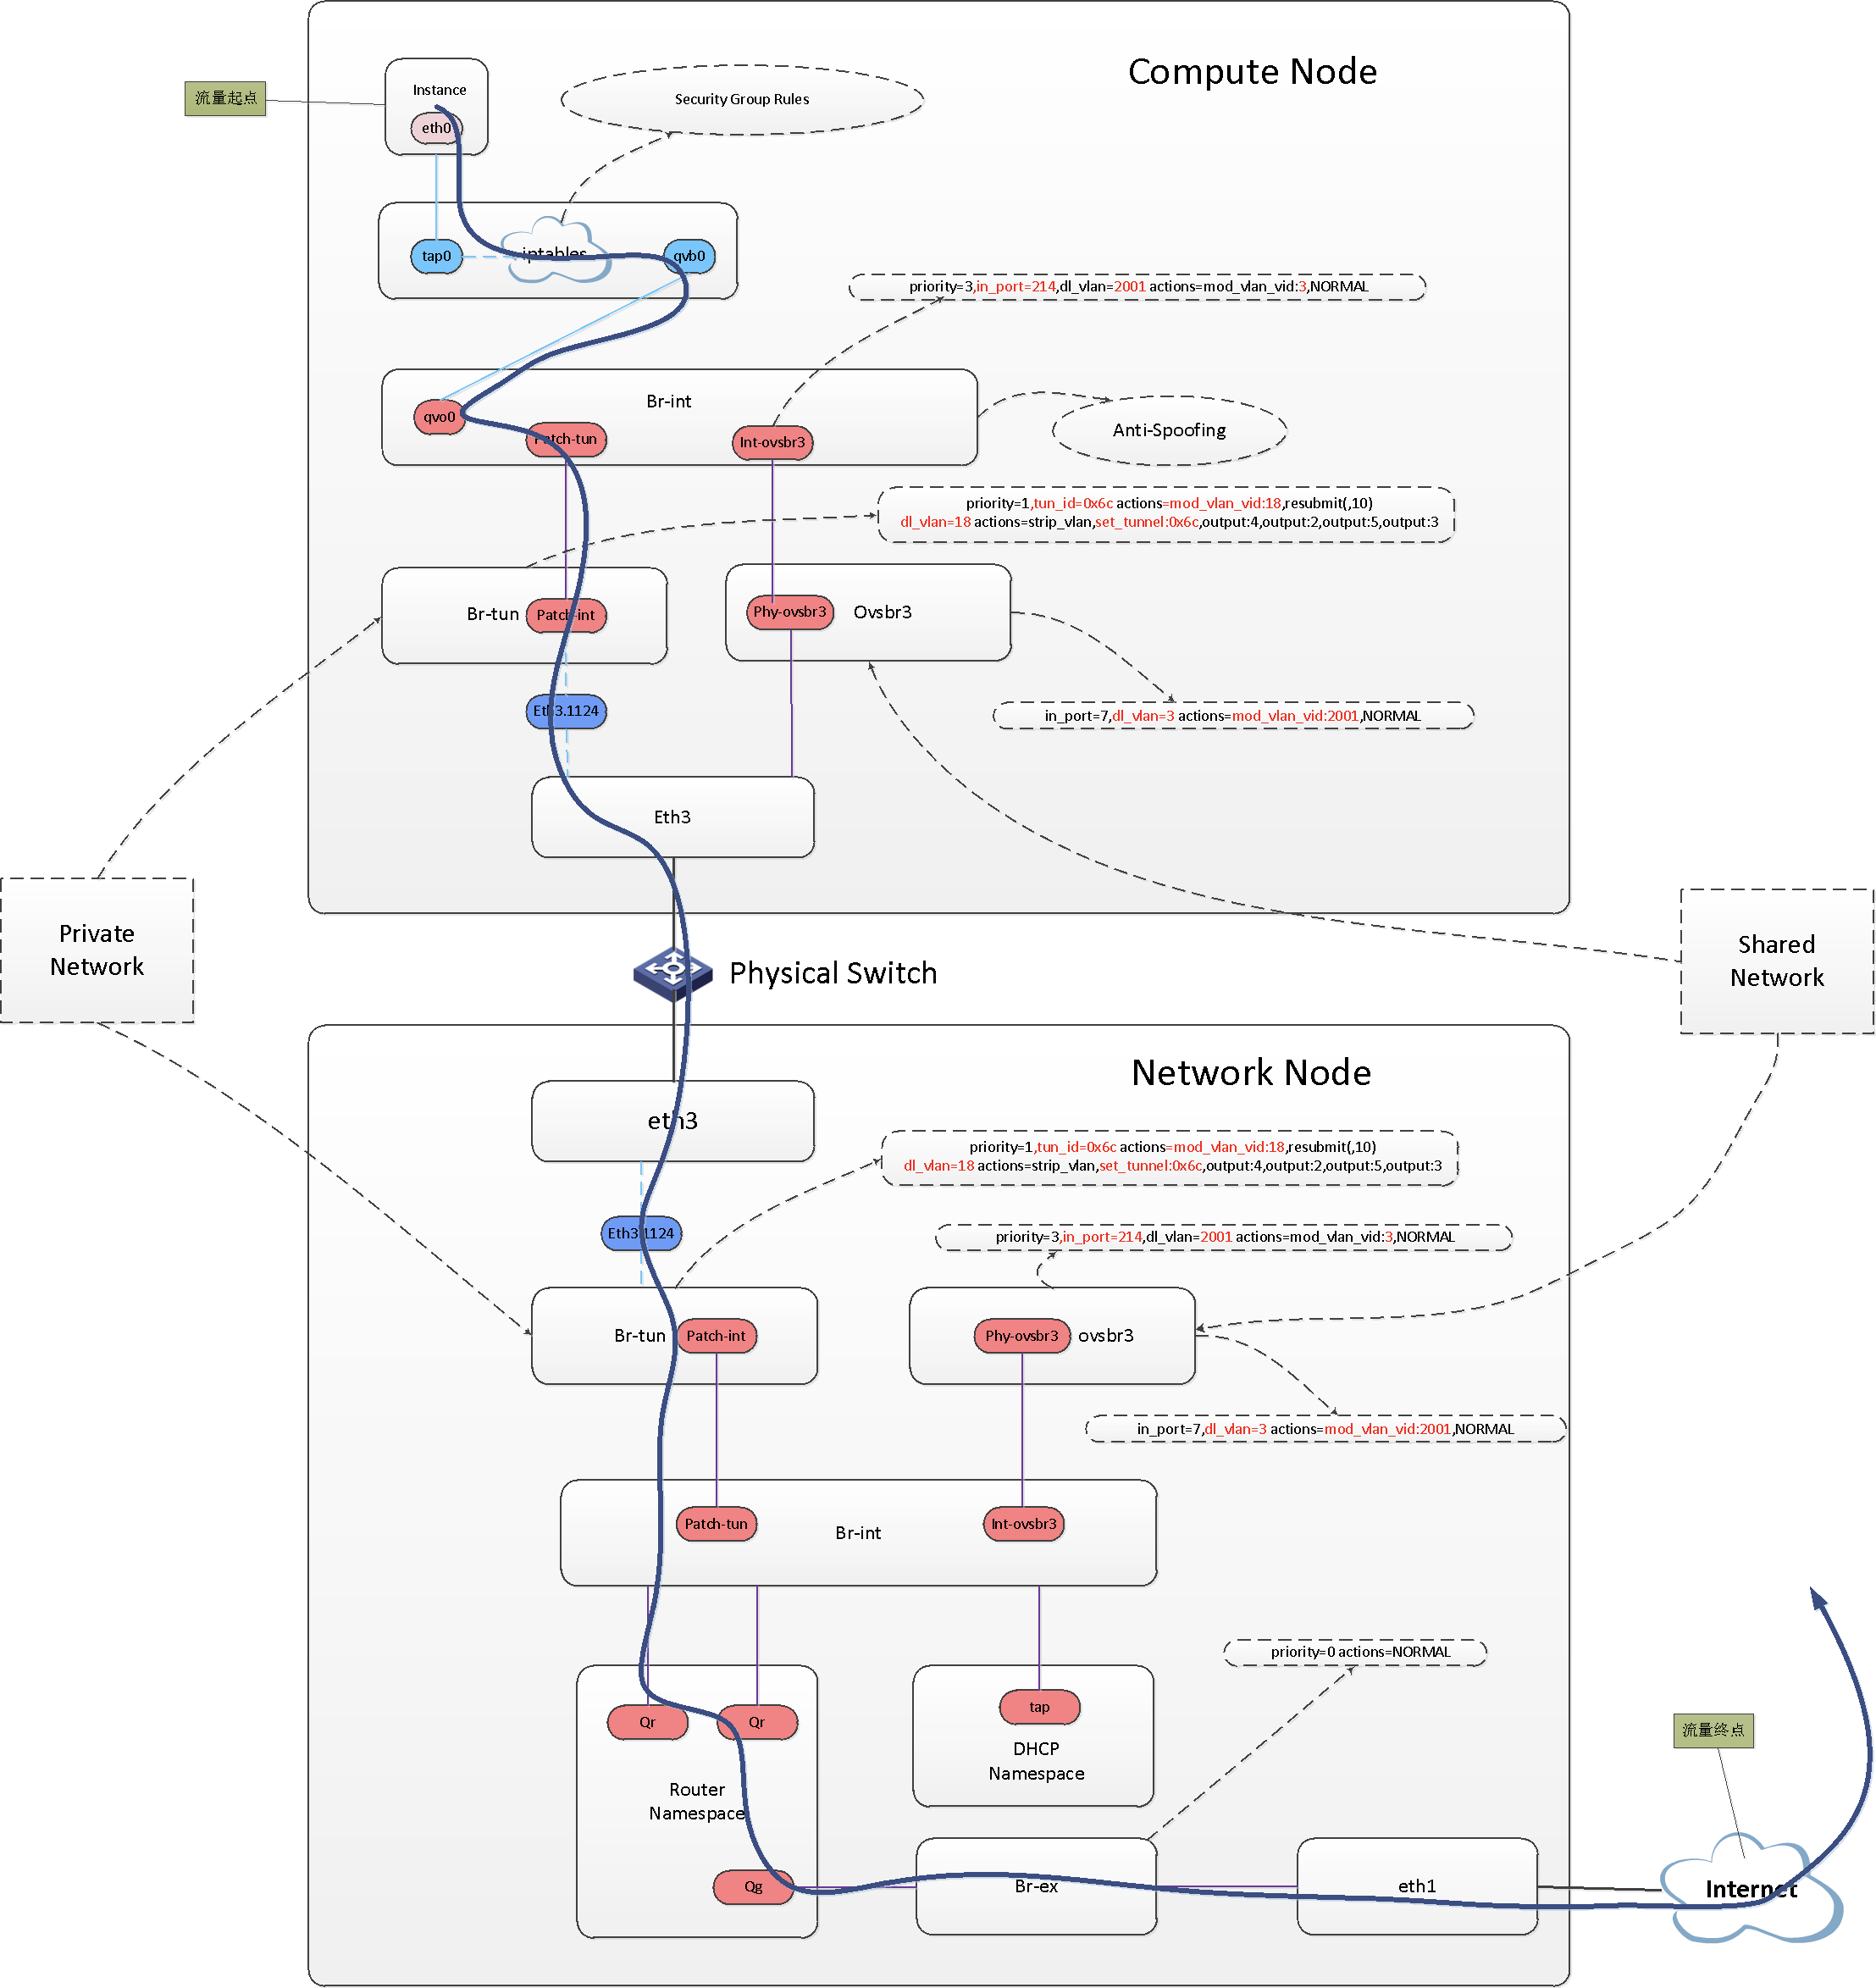 Compute Node
Instance
流量起点
Security Group Rules
eth0
tap0
iptables
qvb0
priority=3,in_port=214,dl_vlan=2001 actions=mod_vlan_vid:3,NORMAL
Br-int
qvo0
Patch-tun
Int-ovsbr3
Anti-Spoofing
priority=1,tun_id=0x6c actions=mod_vlan_vid:18,resubmit(,10)
dl_vlan=18 actions=strip_vlan,set_tunnel:0x6c,output:4,output:2,output:5,output:3
Br-tun
Patch-int
Phy-ovsbr3
Ovsbr3
Eth3.1124
in_port=7,dl_vlan=3 actions=mod_vlan_vid:2001,NORMAL
Eth3
Private
Network
Shared
Network
Physical Switch
Network Node
eth3
priority=1,tun_id=0x6c actions=mod_vlan_vid:18,resubmit(,10)
dl_vlan=18 actions=strip_vlan,set_tunnel:0x6c,output:4,output:2,output:5,output:3
Eth3.1124
priority=3,in_port=214,dl_vlan=2001 actions=mod_vlan_vid:3,NORMAL
Br-tun
Patch-int
Phy-ovsbr3
ovsbr3
in_port=7,dl_vlan=3 actions=mod_vlan_vid:2001,NORMAL
Patch-tun
Br-int
Int-ovsbr3
priority=0 actions=NORMAL
Qr
Qr
tap
DHCP
Namespace
流量终点
Router
Namespace
Qg
Br-ex
eth1
Internet